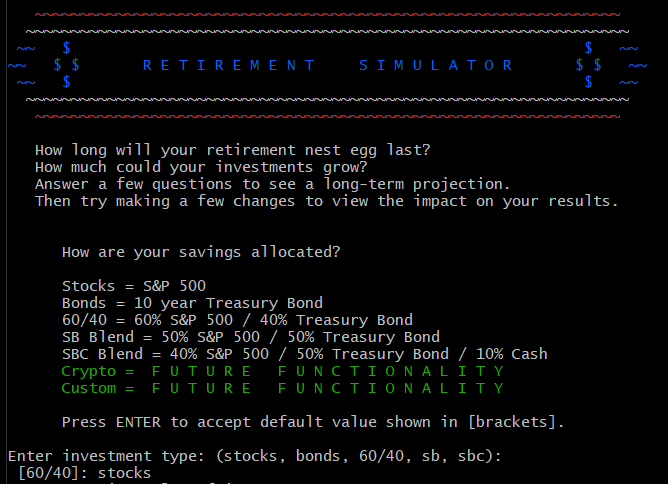 ~~~~~~~~~~~~~~~~~~~~~~~~~~~~~~~~~~~~~~~~~~~~~~~~~~~~~~~~~~~~~~~~~
~~~~~~~~~~~~~~~~~~~~~~~~~~~~~~~~~~~~~~~~~~~~~~~~~~~~~~~~~~~~~~~~~~~
~~ $ $ ~~
~~ $ $ R E T I R E M E N T S I M U L A T O R $ $ ~~
~~ $ $ ~~
~~~~~~~~~~~~~~~~~~~~~~~~~~~~~~~~~~~~~~~~~~~~~~~~~~~~~~~~~~~~~~~~~~~
~~~~~~~~~~~~~~~~~~~~~~~~~~~~~~~~~~~~~~~~~~~~~~~~~~~~~~~~~~~~~~~~~
How long will your retirement nest egg last?
How much could your investments grow?
Answer a few questions to see a long-term projection.
Then try making a few changes to view the impact on your results.
How are your savings allocated?
Stocks = S&P 500
Bonds = 10 year Treasury Bond
60/40 = 60% S&P 500 / 40% Treasury Bond
SB Blend = 50% S&P 500 / 50% Treasury Bond
SBC Blend = 40% S&P 500 / 50% Treasury Bond / 10% Cash
Crypto = F U T U R E F U N C T I O N A L I T Y
Custom = F U T U R E F U N C T I O N A L I T Y
Press ENTER to accept default value shown in [brackets].
Enter investment type: (stocks, bonds, 60/40, sb, sbc):
[60/40]: stocks